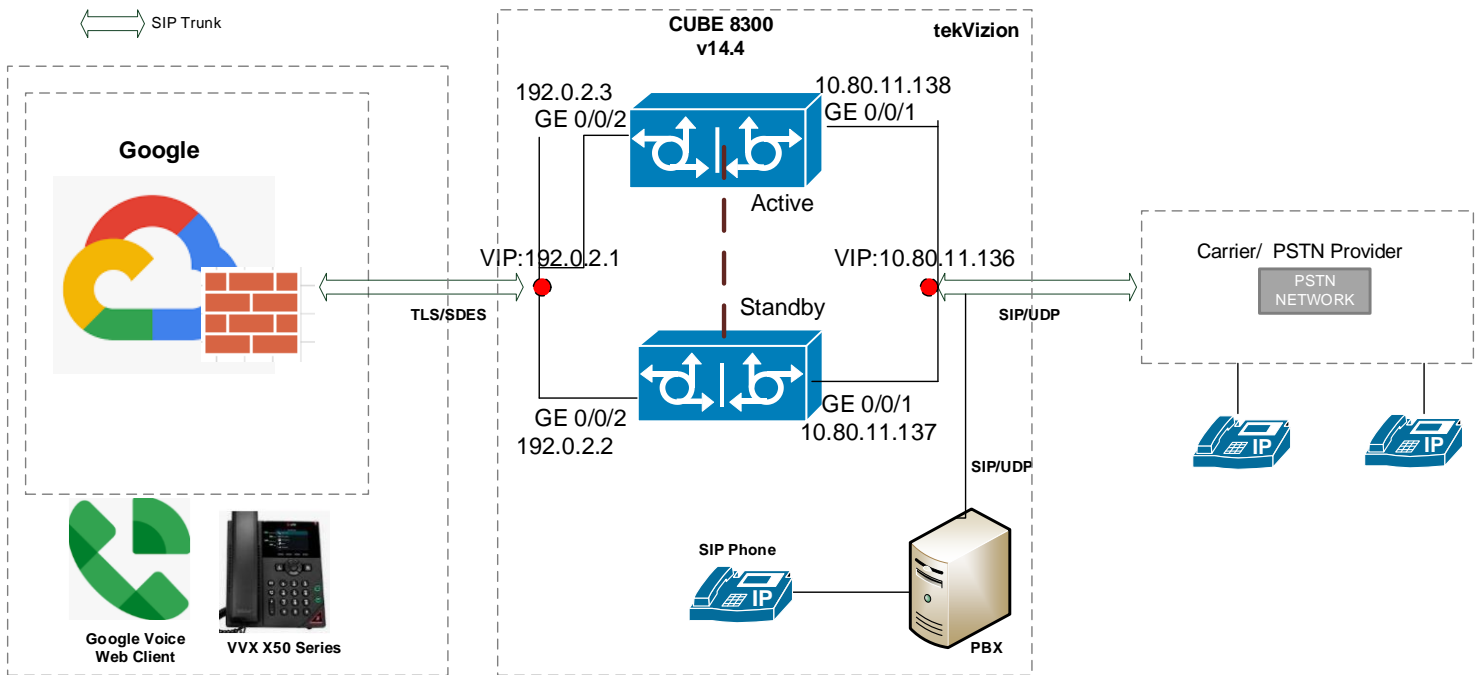 SIP Trunk
CUBE 8300
v14.4
tekVizion
192.0.2.3
GE 0/0/2
10.80.11.138
GE 0/0/1
Google
Active
VIP:192.0.2.1
VIP:10.80.11.136
Carrier/ PSTN Provider
PSTN
NETWORK
TLS/SDES
Standby
SIP/UDP
GE 0/0/2
192.0.2.2
GE 0/0/1
10.80.11.137
IP
IP
SIP/UDP
SIP Phone
IP
PBX
Google Voice
Web Client
VVX X50 Series